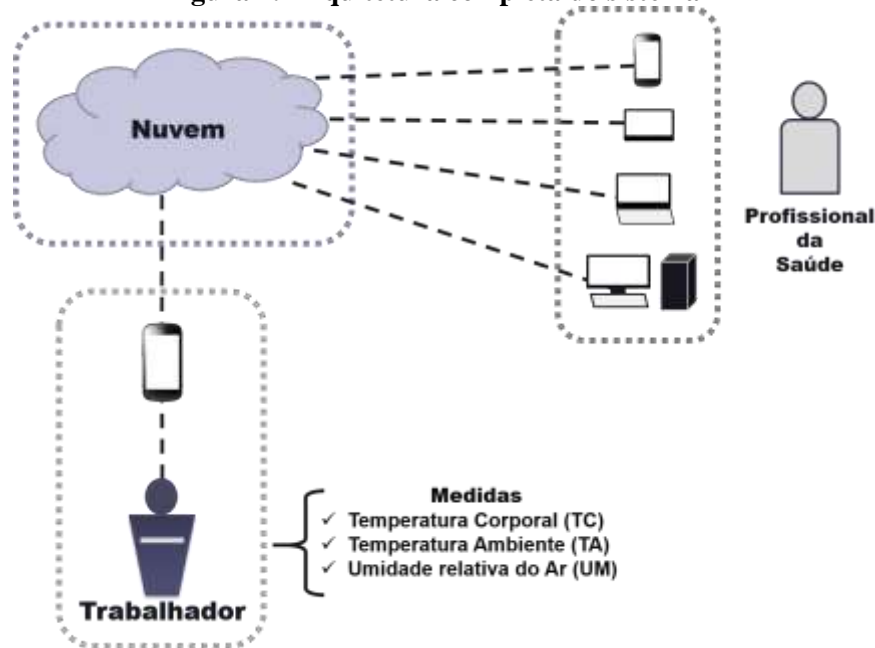 Nuvem
Profissional
da
Saúde
Medidas
✓ Temperatura Corporal (TC)
✓ Temperatura Ambiente (TA)
✓ Umidade relativa do Ar (UM)
Trabalhador